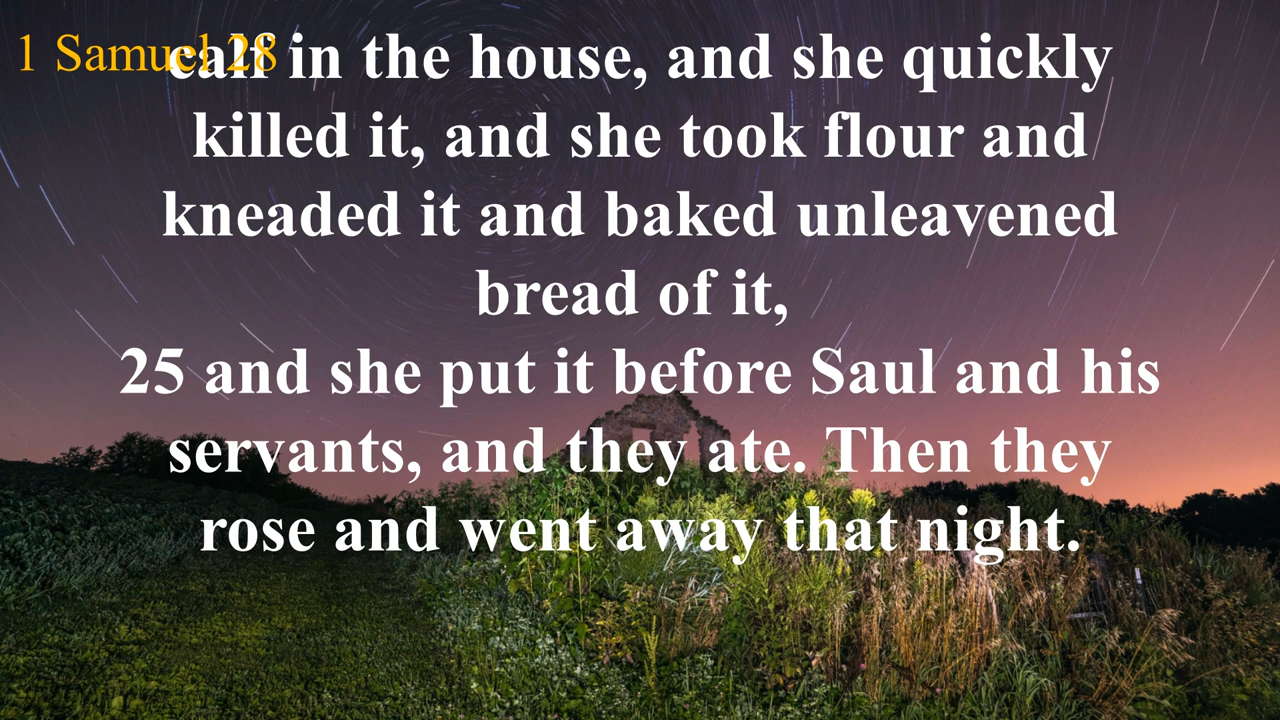 1 Samuel 28
calf in the house, and she quickly
killed it, and she took flour and
kneaded it and baked unleavened
bread of it,
25 and she put it before Saul and his
servants, and they ate. Then they
rose and went away that night.